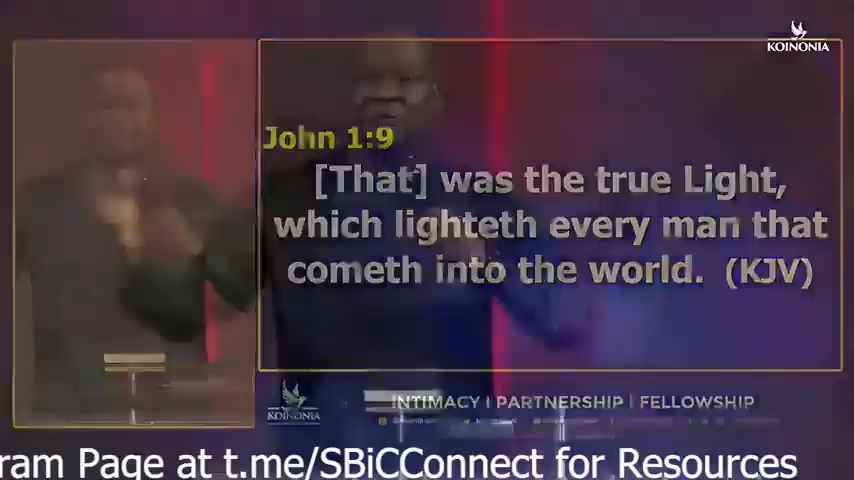 KOINONIA
John 1:9
[That] was the true Light,
which lighteth every man that
cometh into the world. (KJV)
KOINONIA
INTIMACY | PARTNERSHIP | FELLOWSHIP
ram Page at t.me/SBiCConnect for Resources